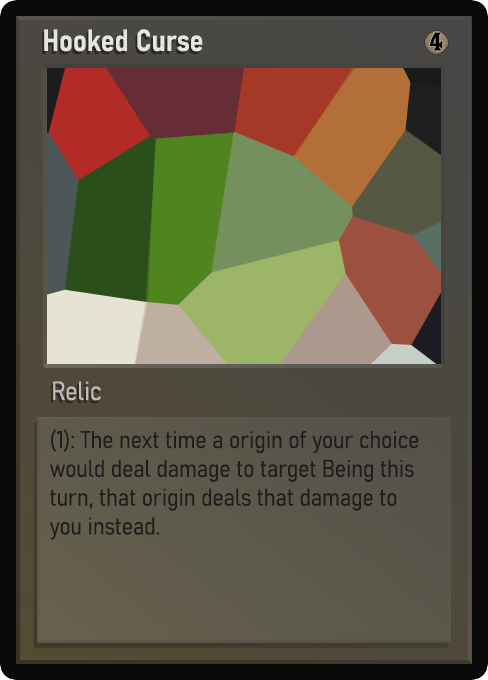 Hooked Curse
4
Relic
(1): The next time a origin of your choice
would deal damage to target Being this
turn, that origin deals that damage to
you instead.